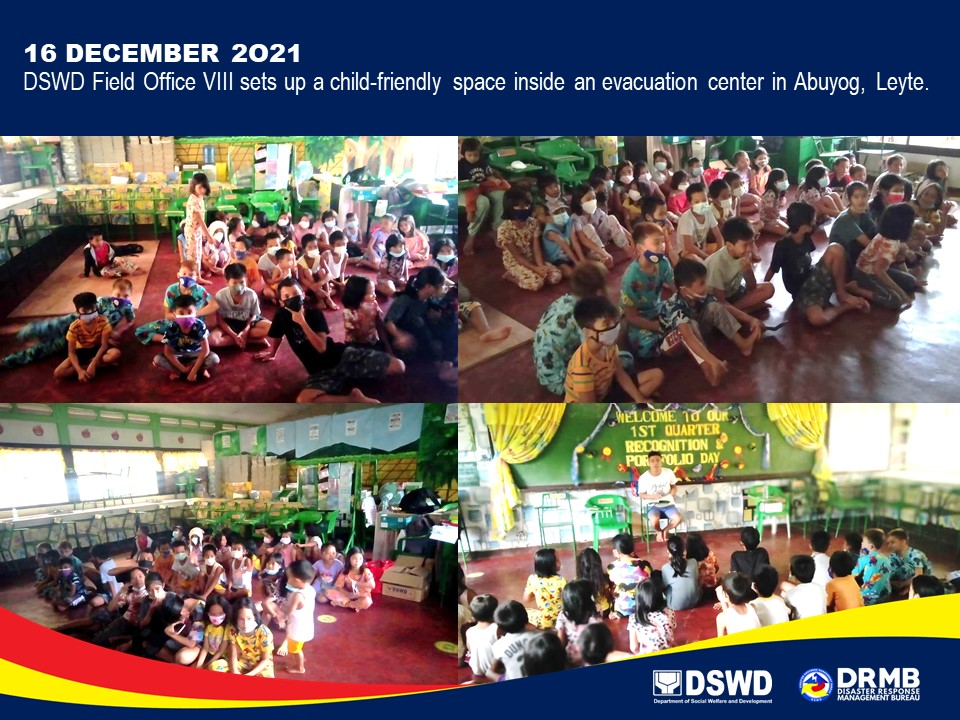 16 DECEMBER 2O21
DSWD Field Office VIII sets up a child-friendly space inside an evacuation center in Abuyog, Leyte.
WELCOME TO OUR
1ST QUARTER
RECOGNITION &
PORTFOLIO DAY
DSWD
DSWD
Department of Social Welfare and Development
DRMB
DISASTER RESPONSE
MANAGEMENT BUREAU